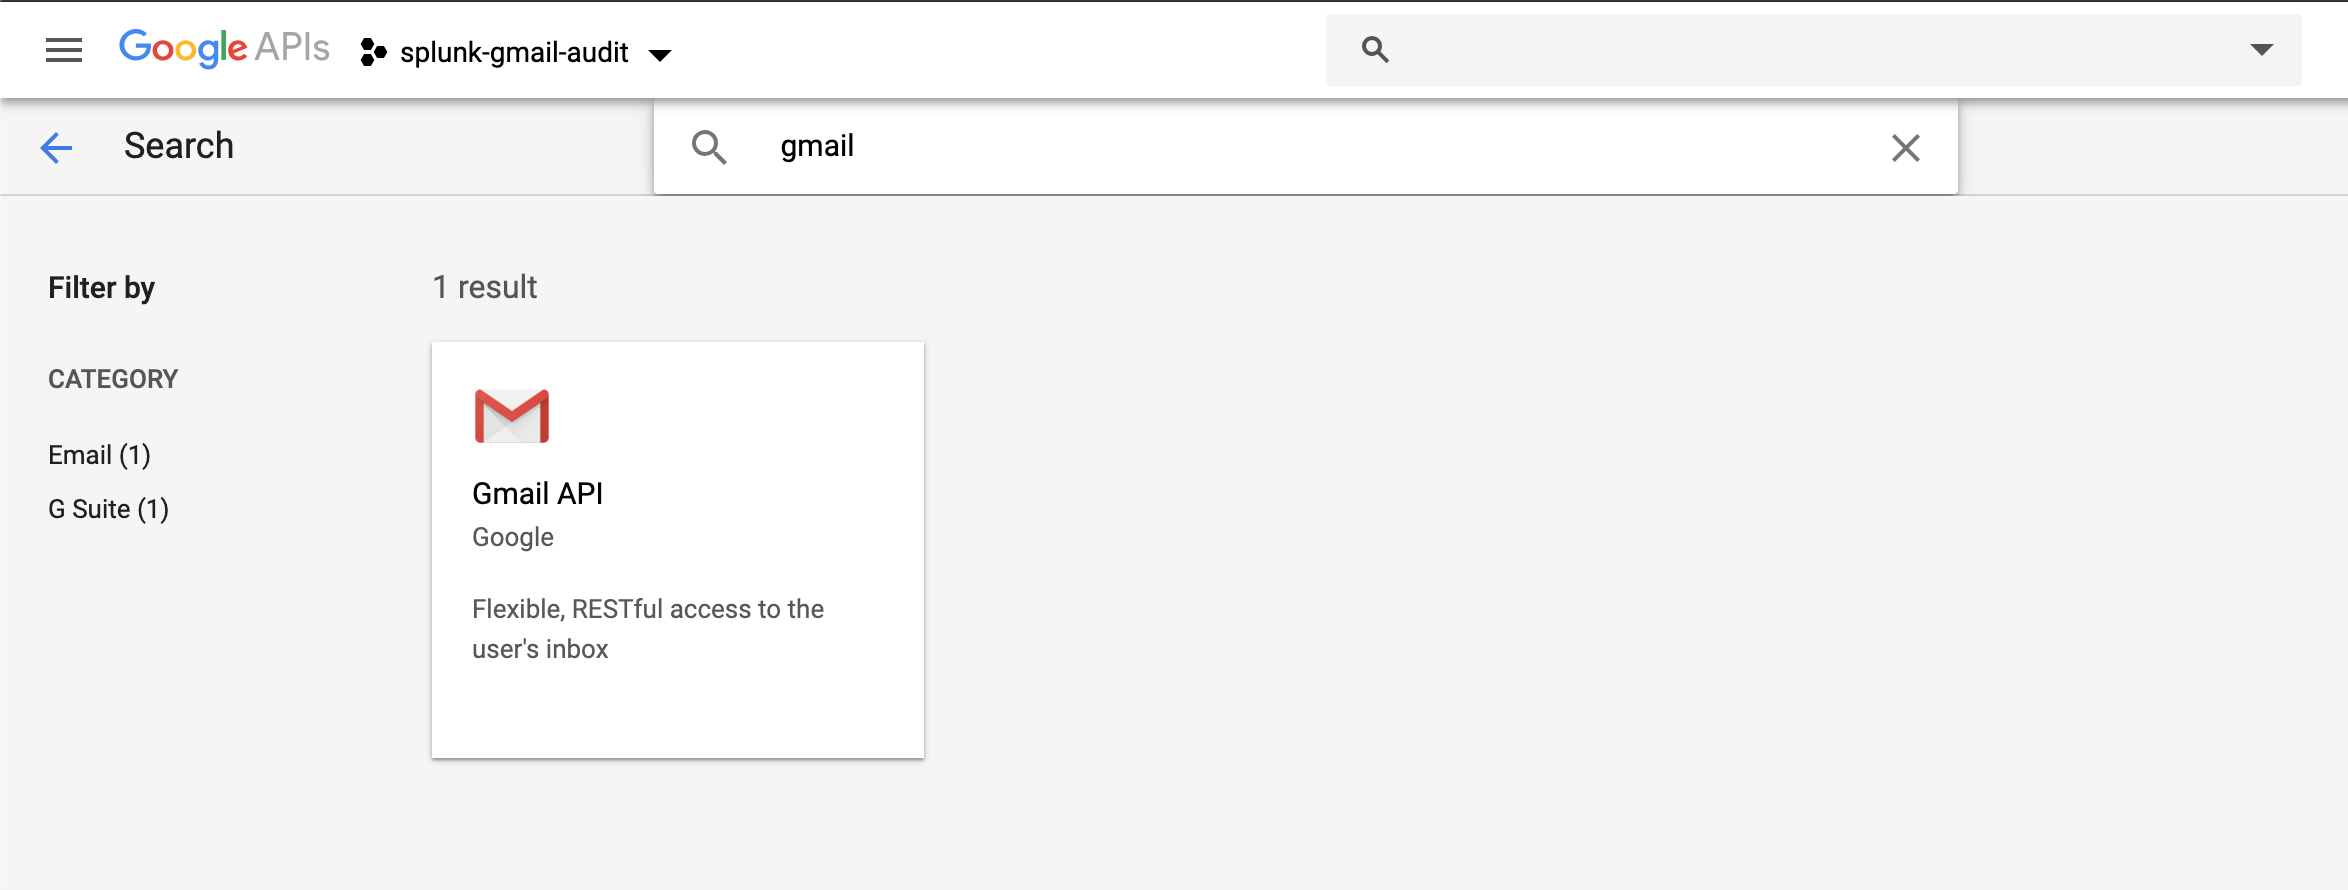 Google APIs splunk-gmail-audit
Search gmail
Filter by
CATEGORY
Email (1)
G Suite (1)
1 result
Gmail API
Google
Flexible, RESTful access to the
user's inbox